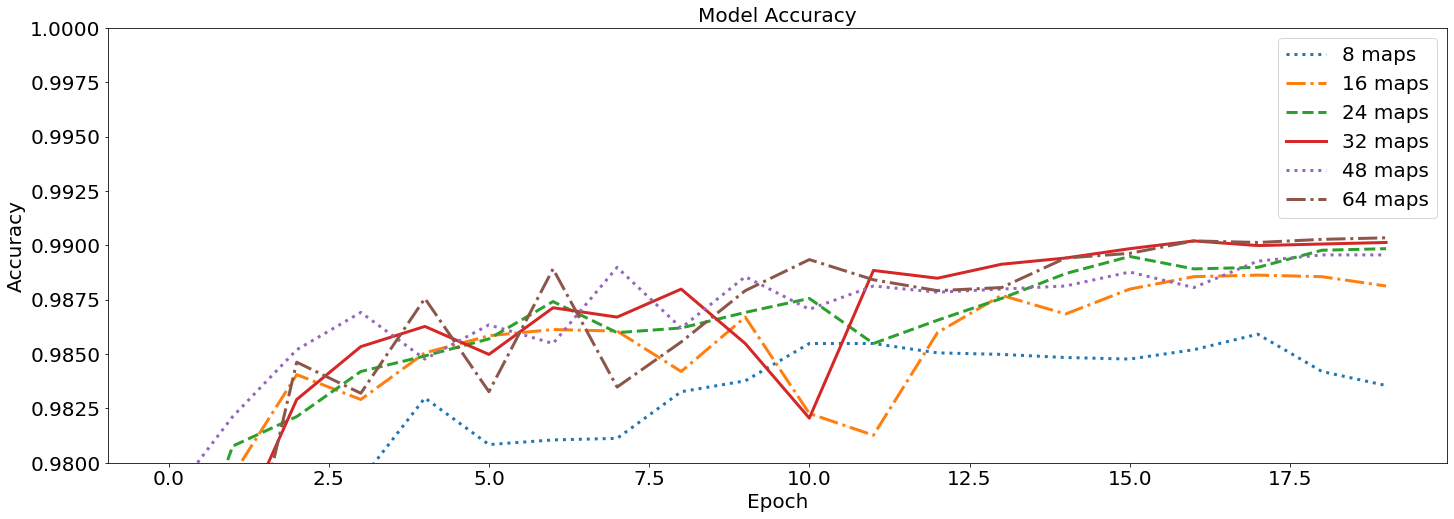 Model Accuracy
Accuracy
1.0000
0.9975
0.9950
0.9925
0.9900
0.9875
0.9850
0.9825
0.9800
0.0 2.5 5.0 7.5 10.0 12.5 15.0 17.5
Epoch
8 maps
16 maps
24 maps
32 maps
48 maps
64 maps